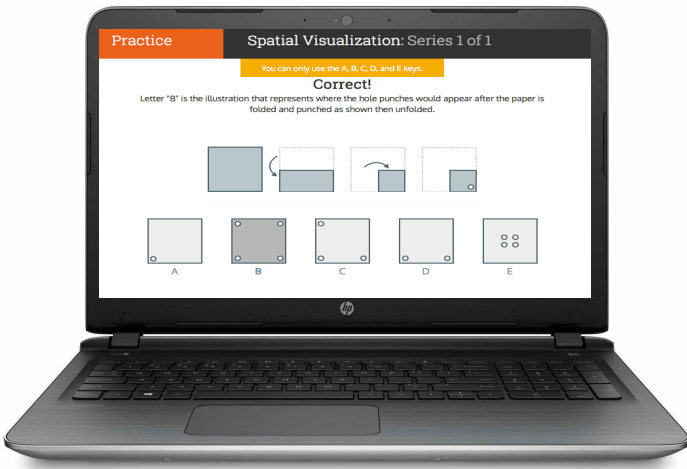 Practice
Spatial Visualization: Series 1 of 1
You can only use the A, B, C, D, and E keys.
Correct!
Letter "B" is the illustration that represents where the hole punches would appear after the paper is
folded and punched as shown then unfolded.
A B C D E
hp